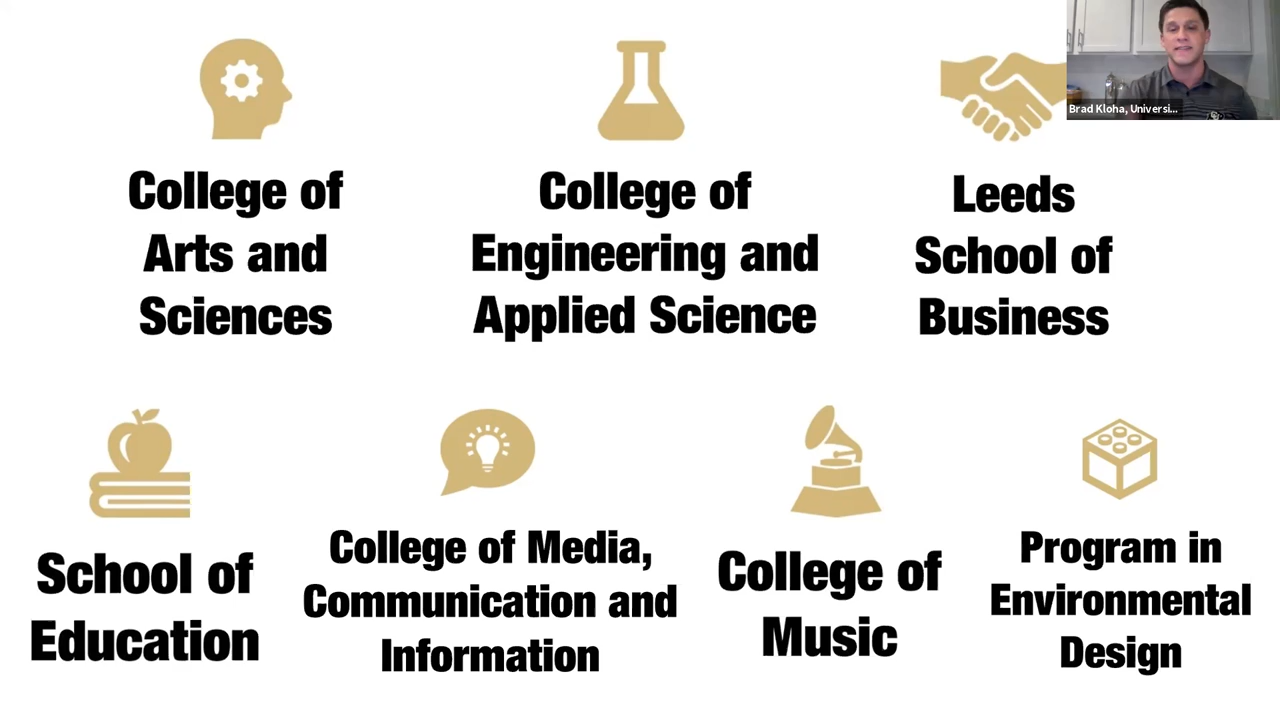 Brad Kloha, Universi...
College of
Arts and
Sciences
College of
Engineering and
Applied Science
Leeds
School of
Business
School of
Education
College of Media,
Communication and
Information
College of
Music
Program in
Environmental
Design